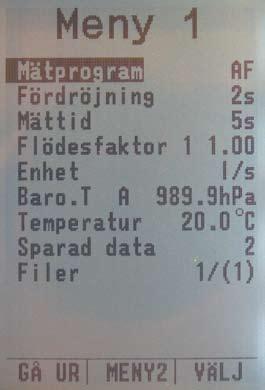 Meny 1
Mätprogram AF
Fördröjning 2s
Mättid 5s
Flödesfaktor 1 1.00
Enhet l/s
Baro.T A 989.9hPa
Temperatur 20.0°C
Sparad data 2
Filer 1/(1)
GÅ UR| MENY2| VÄLJ